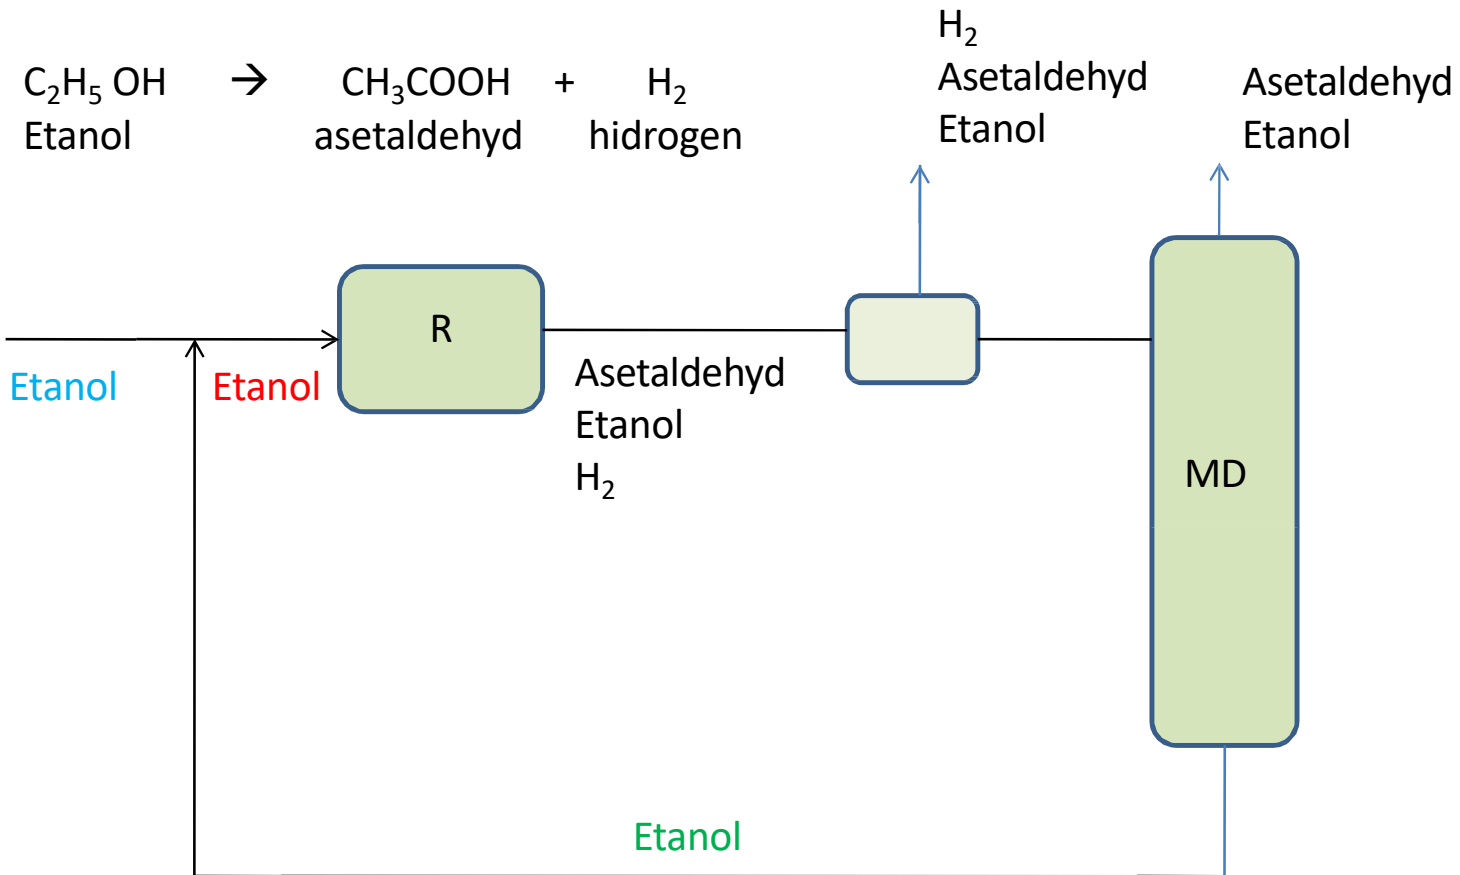 C₂H₅ OH → CH₃COOH + H₂
Etanol asetaldehyd hidrogen
H₂
Asetaldehyd
Etanol
Asetaldehyd
Etanol
R
Etanol
Etanol
Asetaldehyd
Etanol
H₂
MD
Etanol